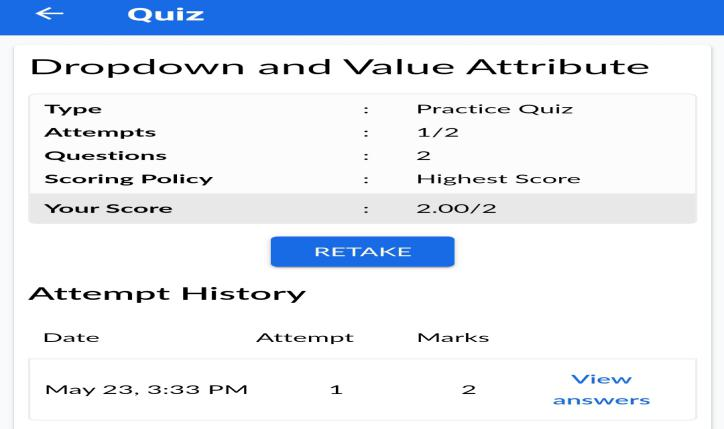 Quiz
Dropdown and Value Attribute
Type : Practice Quiz
Attempts : 1/2
Questions : 2
Scoring Policy : Highest Score
Your Score : 2.00/2
RETAKE
Attempt History
Date Attempt Marks
May 23, 3:33 PM 1 2 View
answers